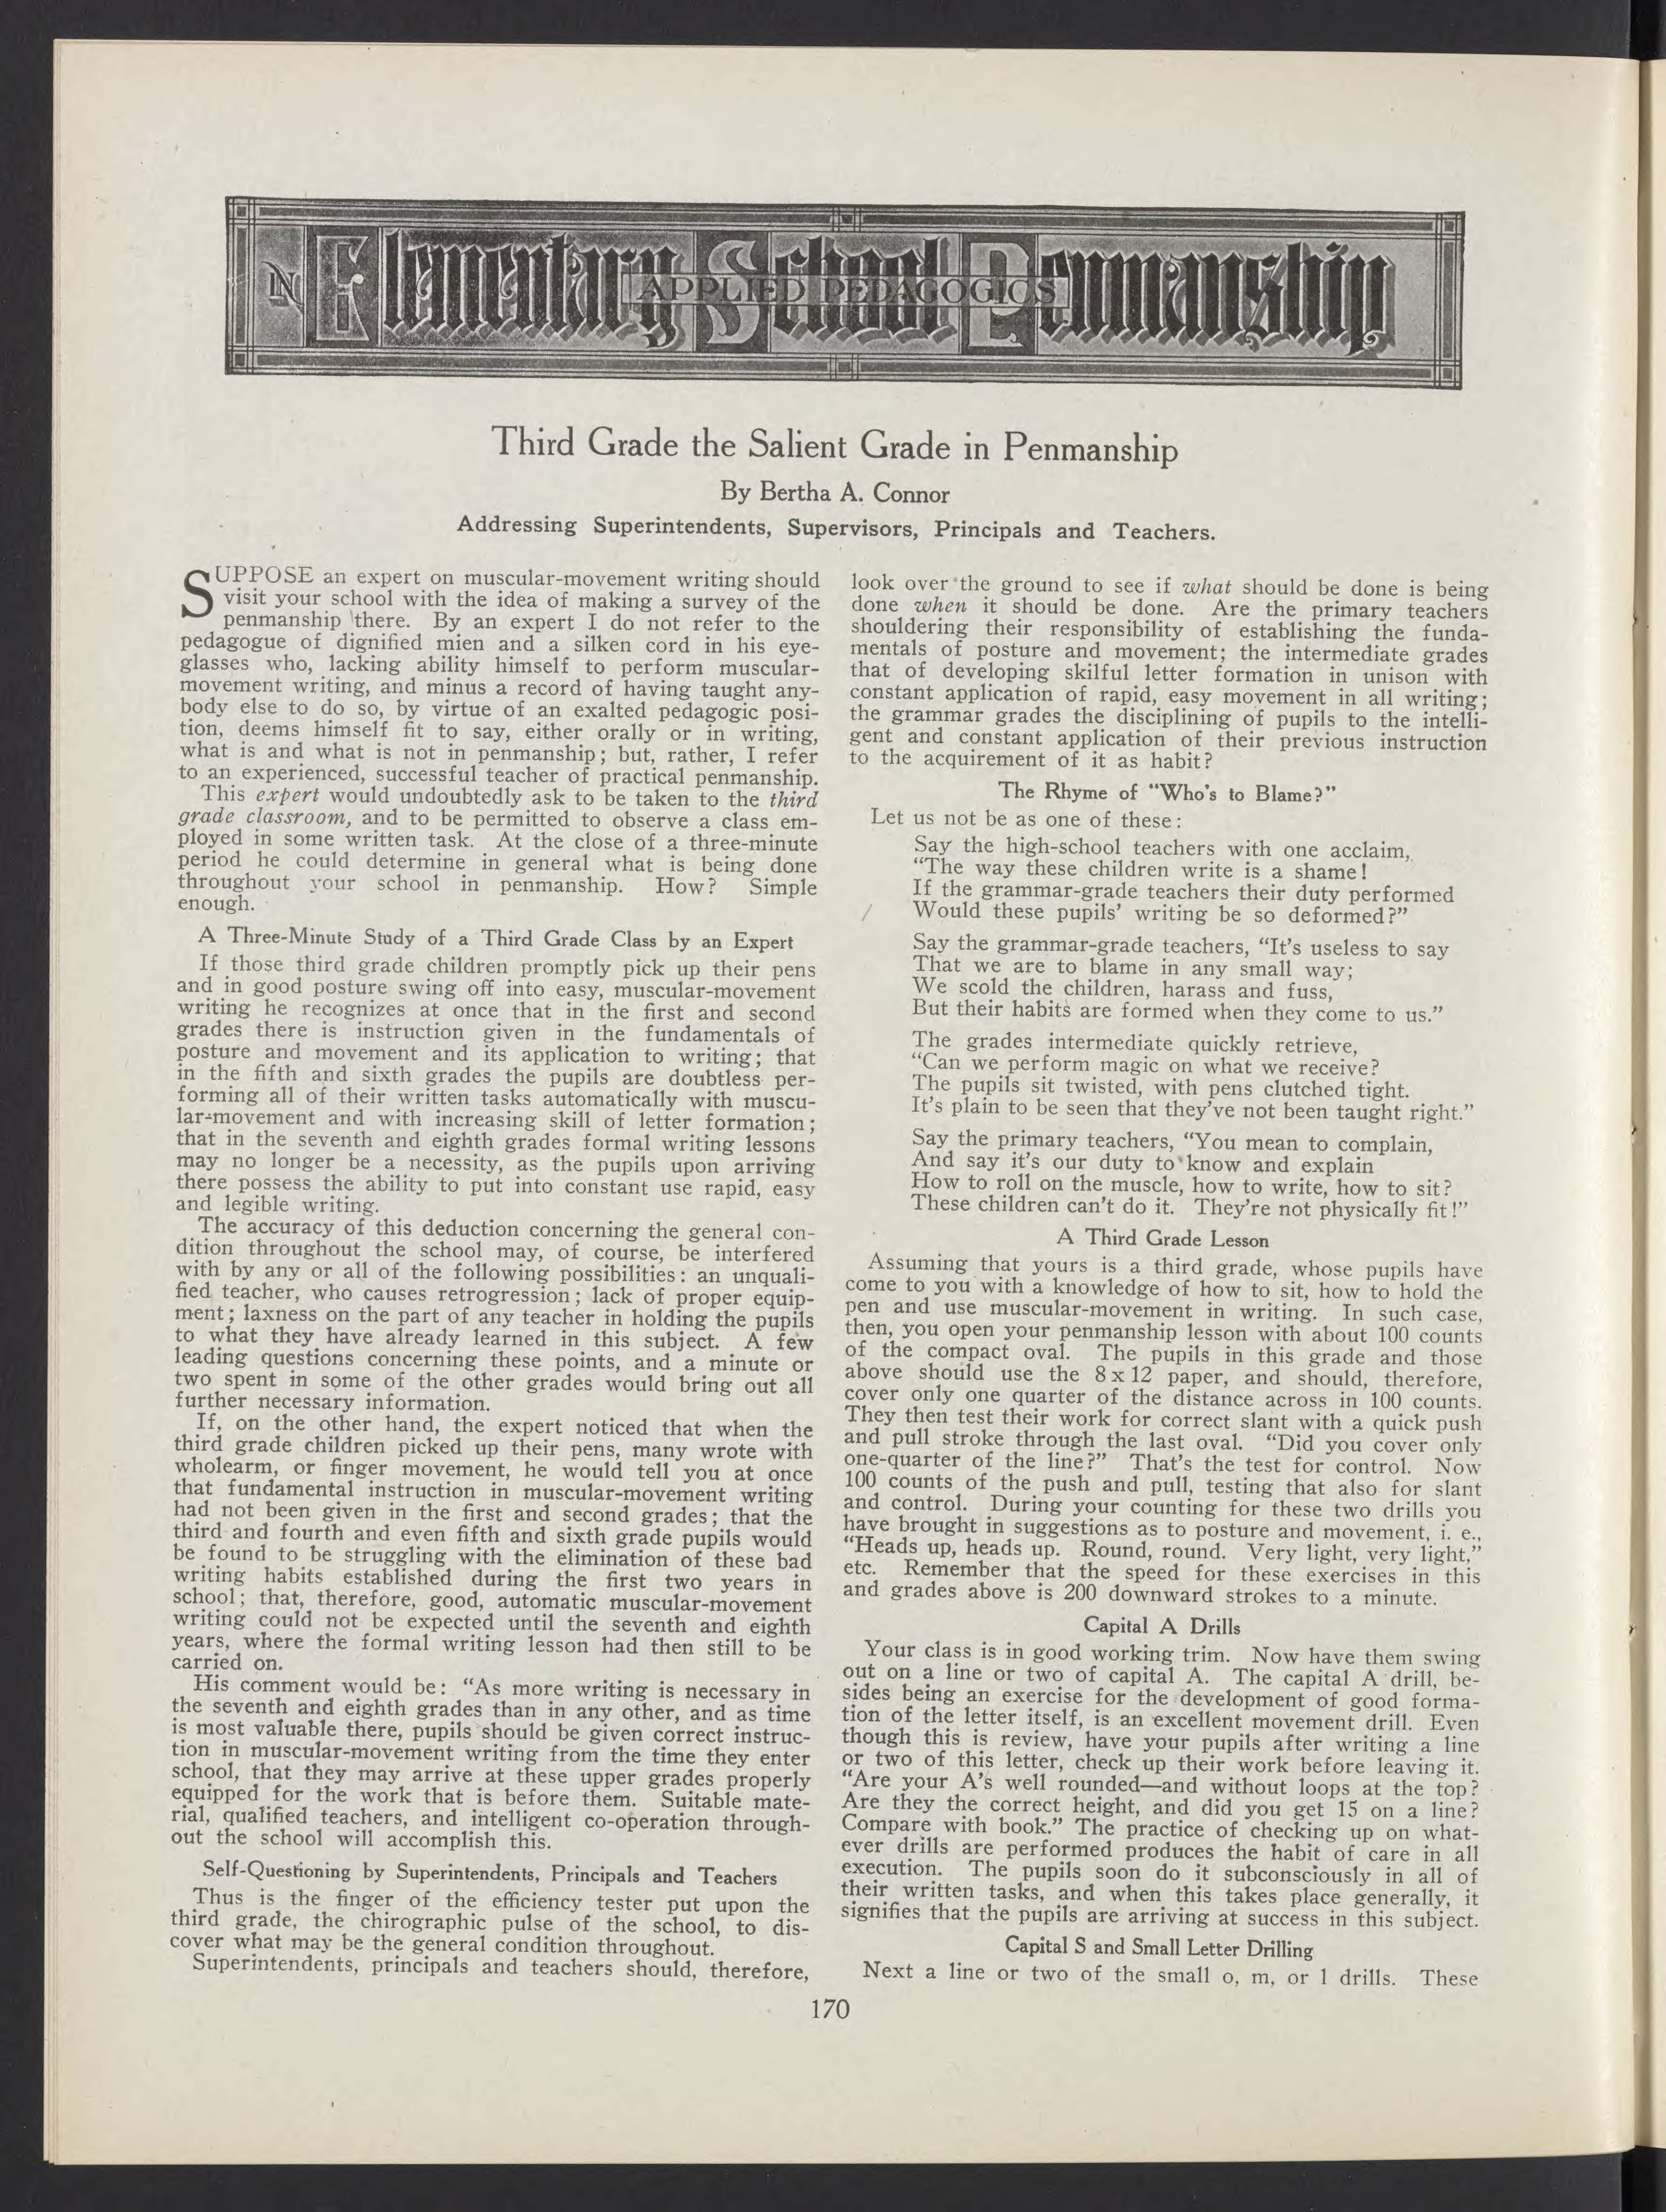 IN Elementary School Penmanship
APPLIED PEDAGOGICS
Third Grade the Salient Grade in Penmanship
By Bertha A. Connor
Addressing Superintendents, Supervisors, Principals and Teachers.
SUPPOSE an expert on muscular-movement writing should
visit your school with the idea of making a survey of the
penmanship there. By an expert I do not refer to the
pedagogue of dignified mien and a silken cord in his eye-
glasses who, lacking ability himself to perform muscular-
movement writing, and minus a record of having taught any-
body else to do so, by virtue of an exalted pedagogic posi-
tion, deems himself fit to say, either orally or in writing,
what is and what is not in penmanship; but, rather, I refer
to an experienced, successful teacher of practical penmanship.
This expert would undoubtedly ask to be taken to the third
grade classroom, and to be permitted to observe a class em-
ployed in some written task. At the close of a three-minute
period he could determine in general what is being done
throughout your school in penmanship. How? Simple
enough.
A Three-Minute Study of a Third Grade Class by an Expert
If those third grade children promptly pick up their pens
and in good posture swing off into easy, muscular-movement
writing he recognizes at once that in the first and second
grades there is instruction given in the fundamentals of
posture and movement and its application to writing; that
in the fifth and sixth grades the pupils are doubtless per-
forming all of their written tasks automatically with muscu-
lar-movement and with increasing skill of letter formation;
that in the seventh and eighth grades formal writing lessons
may no longer be a necessity, as the pupils upon arriving
there possess the ability to put into constant use rapid, easy
and legible writing.
The accuracy of this deduction concerning the general con-
dition throughout the school may, of course, be interfered
with by any or all of the following possibilities: an unquali-
fied teacher, who causes retrogression; lack of proper equip-
ment; laxness on the part of any teacher in holding the pupils
to what they have already learned in this subject. A few
leading questions concerning these points, and a minute or
two spent in some of the other grades would bring out all
further necessary information.
If, on the other hand, the expert noticed that when the
third grade children picked up their pens, many wrote with
wholearm, or finger movement, he would tell you at once
that fundamental instruction in muscular-movement writing
had not been given in the first and second grades; that the
third and fourth and even fifth and sixth grade pupils would
be found to be struggling with the elimination of these bad
writing habits established during the first two years in
school; that, therefore, good, automatic muscular-movement
writing could not be expected until the seventh and eighth
years, where the formal writing lesson had then still to be
carried on.
His comment would be: "As more writing is necessary in
the seventh and eighth grades than in any other, and as time
is most valuable there, pupils should be given correct instruc-
tion in muscular-movement writing from the time they enter
school, that they may arrive at these upper grades properly
equipped for the work that is before them. Suitable mate-
rial, qualified teachers, and intelligent co-operation through-
out the school will accomplish this.
Self-Questioning by Superintendents, Principals and Teachers
Thus is the finger of the efficiency tester put upon the
third grade, the chirographic pulse of the school, to dis-
cover what may be the general condition throughout.
Superintendents, principals and teachers should, therefore,
look over the ground to see if what should be done is being
done when it should be done. Are the primary teachers
shouldering their responsibility of establishing the funda-
mentals of posture and movement; the intermediate grades
that of developing skilful letter formation in unison with
constant application of rapid, easy movement in all writing;
the grammar grades the disciplining of pupils to the intelli-
gent and constant application of their previous instruction
to the acquirement of it as habit?
The Rhyme of "Who's to Blame?"
Let us not be as one of these:
Say the high-school teachers with one acclaim,
"The way these children write is a shame!
If the grammar-grade teachers their duty performed
Would these pupils' writing be so deformed?"
Say the grammar-grade teachers, "It's useless to say
That we are to blame in any small way;
We scold the children, harass and fuss,
But their habits are formed when they come to us."
The grades intermediate quickly retrieve,
"Can we perform magic on what we receive?
The pupils sit twisted, with pens clutched tight.
It's plain to be seen that they've not been taught right."
Say the primary teachers, "You mean to complain,
And say it's our duty to know and explain
How to roll on the muscle, how to write, how to sit?
These children can't do it. They're not physically fit!"
A Third Grade Lesson
Assuming that yours is a third grade, whose pupils have
come to you with a knowledge of how to sit, how to hold the
pen and use muscular-movement in writing. In such case,
then, you open your penmanship lesson with about 100 counts
of the compact oval. The pupils in this grade and those
above should use the 8 x 12 paper, and should, therefore,
cover only one quarter of the distance across in 100 counts.
They then test their work for correct slant with a quick push
and pull stroke through the last oval. "Did you cover only
one-quarter of the line?" That's the test for control. Now
100 counts of the push and pull, testing that also for slant
and control. During your counting for these two drills you
have brought in suggestions as to posture and movement, i. e.,
"Heads up, heads up. Round, round. Very light, very light,"
etc. Remember that the speed for these exercises in this
and grades above is 200 downward strokes to a minute.
Capital A Drills
Your class is in good working trim. Now have them swing
out on a line or two of capital A. The capital A drill, be-
sides being an exercise for the development of good forma-
tion of the letter itself, is an excellent movement drill. Even
though this is review, have your pupils after writing a line
or two of this letter, check up their work before leaving it.
"Are your A's well rounded—and without loops at the top?
Are they the correct height, and did you get 15 on a line?
Compare with book." The practice of checking up on what-
ever drills are performed produces the habit of care in all
execution. The pupils soon do it subconsciously in all of
their written tasks, and when this takes place generally, it
signifies that the pupils are arriving at success in this subject.
Capital S and Small Letter Drilling
Next a line or two of the small o, m, or l drills. These
170